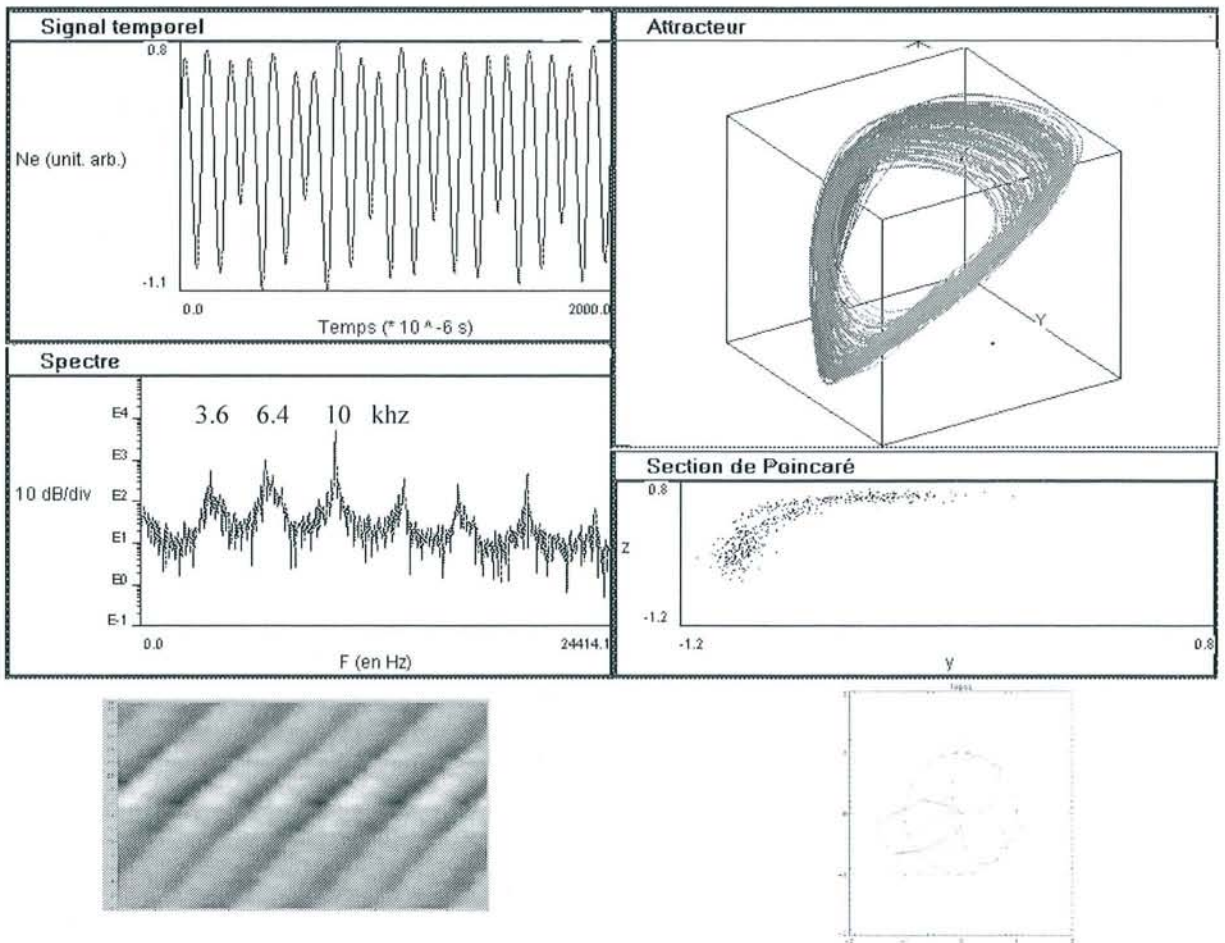 Signal temporel
0.8
Ne (unit. arb.)
-1.1
0.0
2000.0
Temps (* 10 ^ -6 s)
Attracteur
Y
Spectre
E4
E3
E2
E1
E0
E-1
3.6 6.4 10 khz
10 dB/div
0.0
24414.1
F (en Hz)
Section de Poincaré
0.8
z
-1.2
-1.2
0.8
y